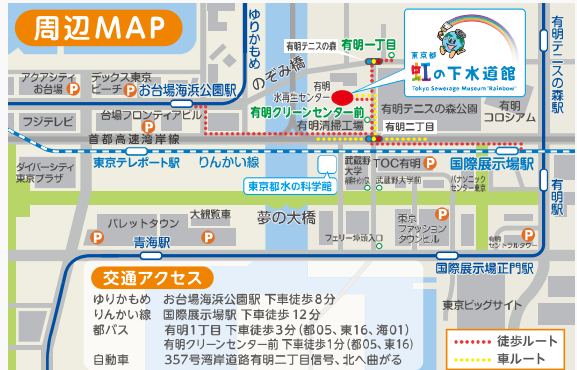 周辺MAP
ゆりかもめ
のぞみ橋
有明テニスの森
有明一丁目
東京都
虹の下水道館
Tokyo Sewerage Museum "Rainbow"
有明テニスの森駅
アクアシティ
お台場
デックス東京
ビーチ
お台場海浜公園駅
有明
水再生センター
有明クリーンセンター前
有明清掃工場
有明テニスの森公園
有明
コロシアム
フジテレビ
台場フロンティアビル
首都高速湾岸線
有明二丁目
ダイバーシティ
東京プラザ
東京テレポート駅
りんかい線
東京都水の科学館
武蔵野
大学
武蔵野大学前
TOC有明
国際展示場駅
パナソニック
センター東京
有明駅
パレットタウン
大観覧車
夢の大橋
青海駅
フェリー埠頭入口
東京
ファッション
タウンビル
有明
セントラルタワー
国際展示場正門駅
東京ビッグサイト
交通アクセス
ゆりかもめ お台場海浜公園駅 下車徒歩8分
りんかい線 国際展示場駅 下車徒歩12分
都バス 有明1丁目 下車徒歩3分(都05、東16、海01)
有明クリーンセンター前 下車徒歩1分(都05、東16)
自動車 357号湾岸道路有明二丁目信号、北へ曲がる
徒歩ルート
車ルート